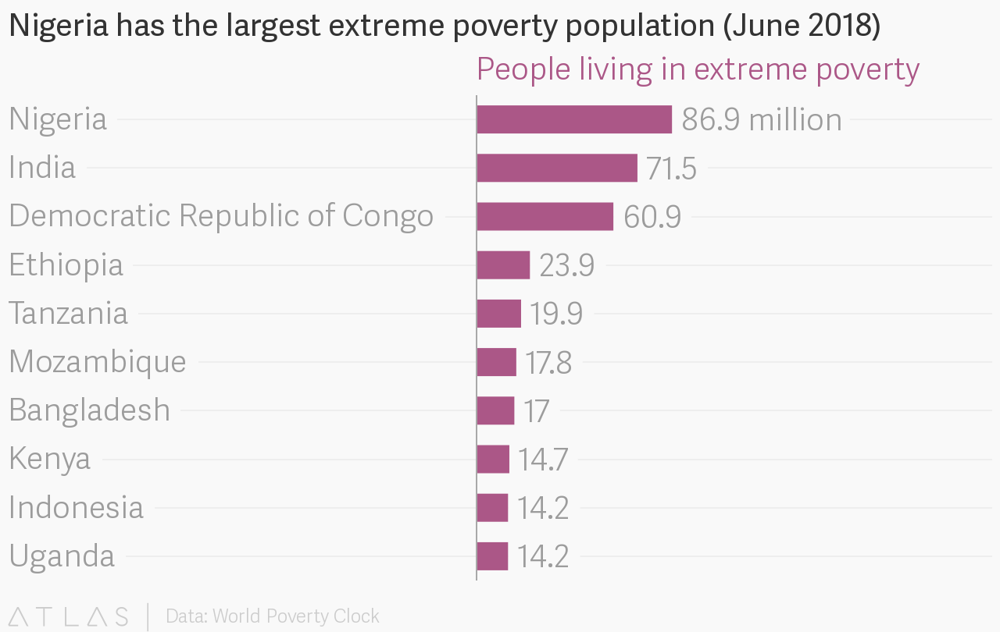 Nigeria has the largest extreme poverty population (June 2018)
People living in extreme poverty
Nigeria 86.9 million
India 71.5
Democratic Republic of Congo 60.9
Ethiopia 23.9
Tanzania 19.9
Mozambique 17.8
Bangladesh 17
Kenya 14.7
Indonesia 14.2
Uganda 14.2
ATLAS | Data: World Poverty Clock